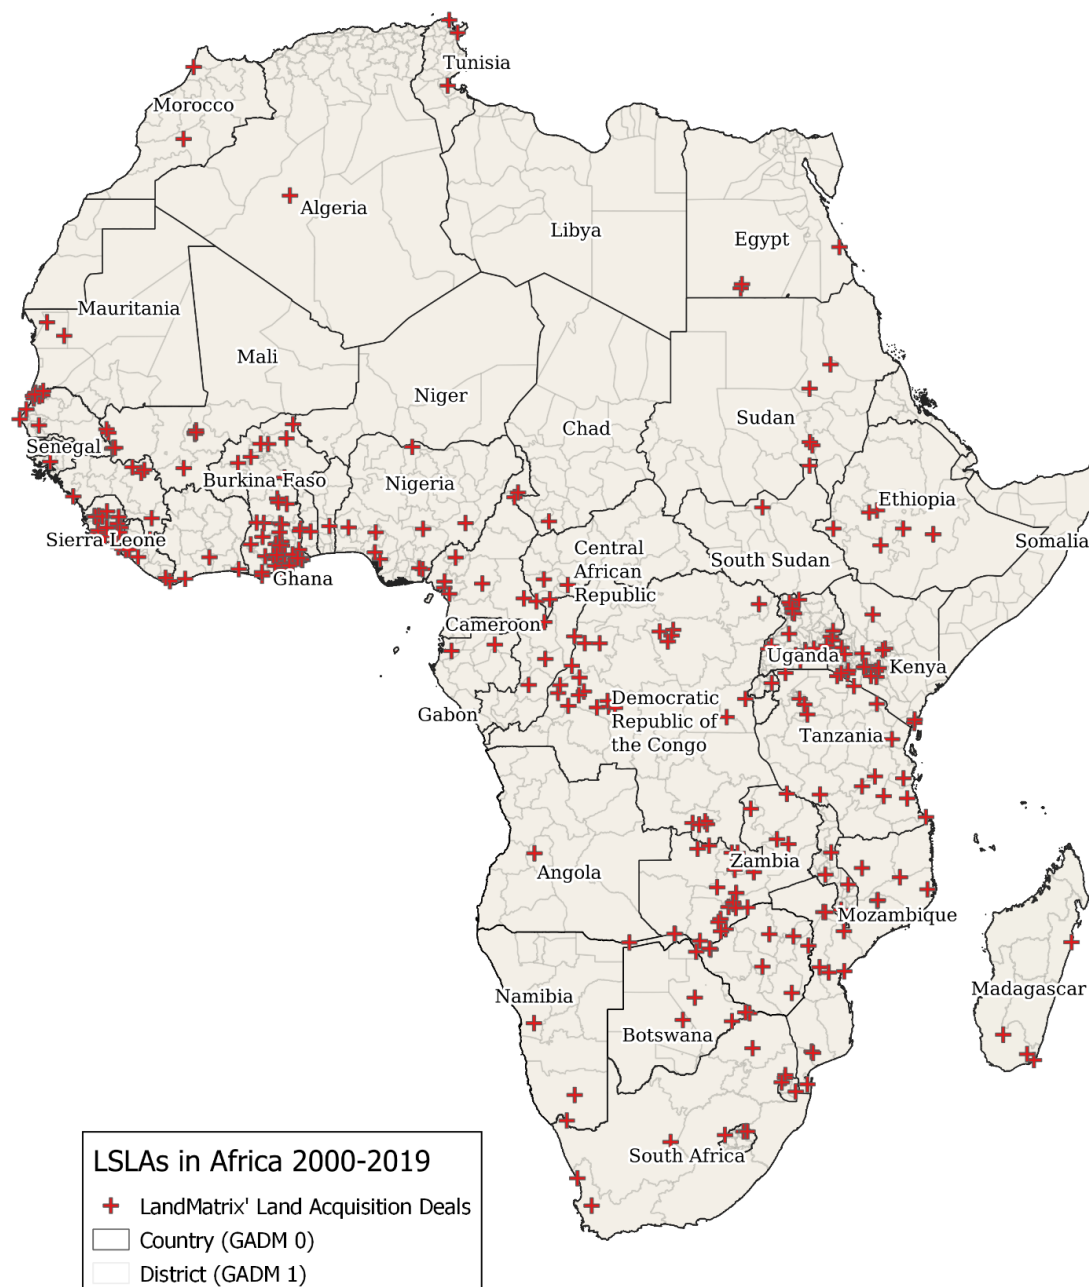 Tunisia
Morocco
Algeria
Libya
Egypt
Mauritania
Mali
Niger
Chad
Sudan
Senegal
Burkina Faso
Nigeria
Ethiopia
Sierra Leone
Ghana
Central
African
Republic
South Sudan
Somalia
Cameroon
Uganda
Kenya
Gabon
Democratic
Republic of
the Congo
Tanzania
Angola
Zambia
Mozambique
Namibia
Botswana
Madagascar
South Africa
LSLAs in Africa 2000-2019
LandMatrix' Land Acquisition Deals
Country (GADM 0)
District (GADM 1)